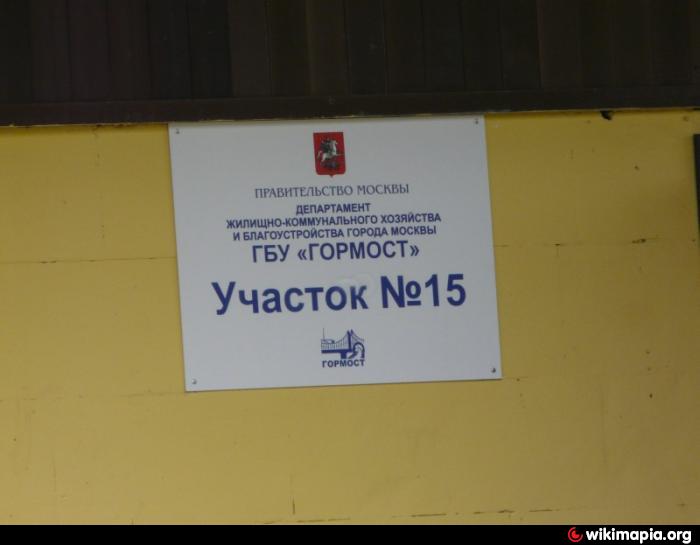 ПРАВИТЕЛЬСТВО МОСКВЫ
ДЕПАРТАМЕНТ
ЖИЛИЩНО-КОММУНАЛЬНОГО ХОЗЯЙСТВА
И БЛАГОУСТРОЙСТВА ГОРОДА МОСКВЫ
ГБУ «ГОРМОСТ»
Участок №15
ГОРМОСТ
wikimapia.org